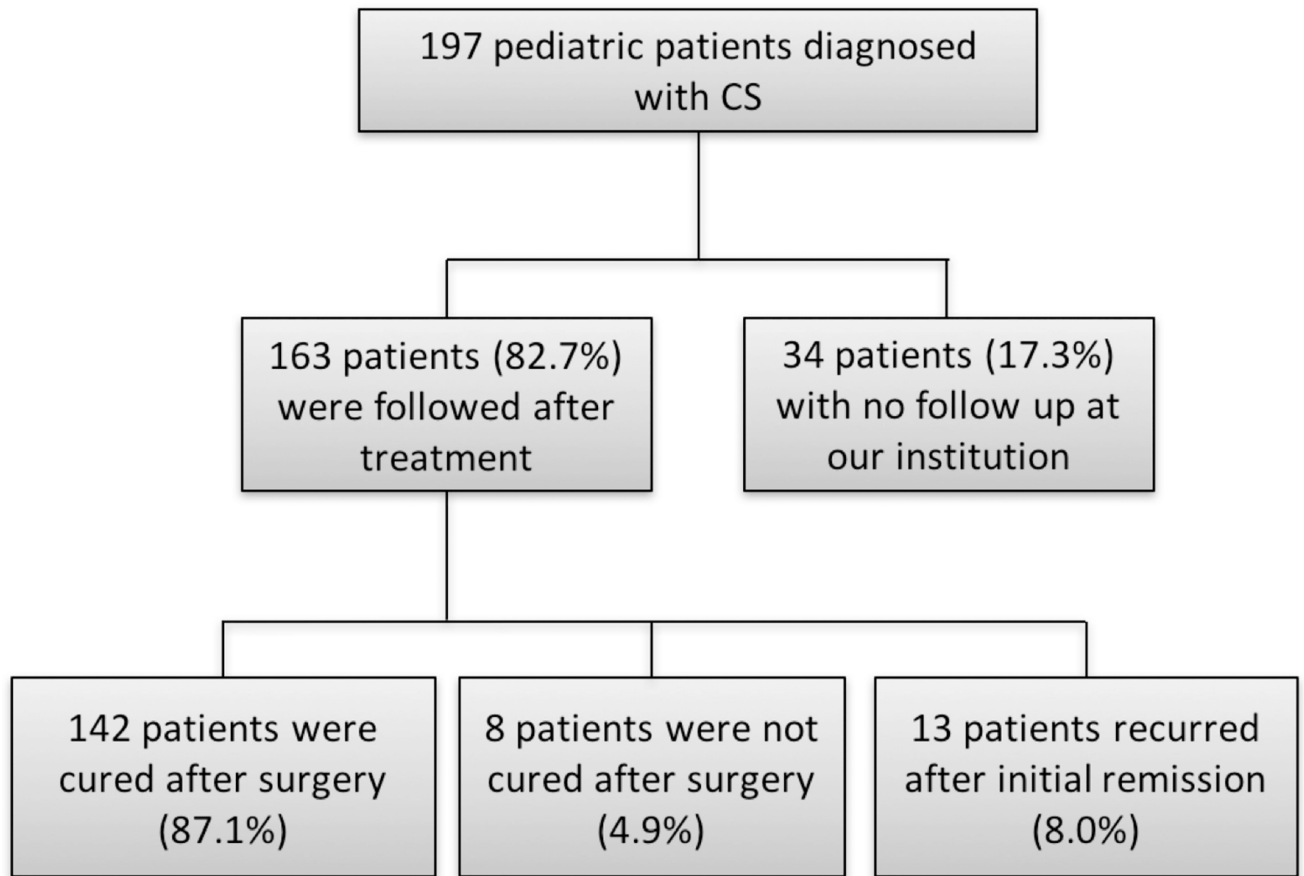 197 pediatric patients diagnosed
with CS
163 patients (82.7%)
were followed after
treatment
34 patients (17.3%)
with no follow up at
our institution
142 patients were
cured after surgery
(87.1%)
8 patients were not
cured after surgery
(4.9%)
13 patients recurred
after initial remission
(8.0%)